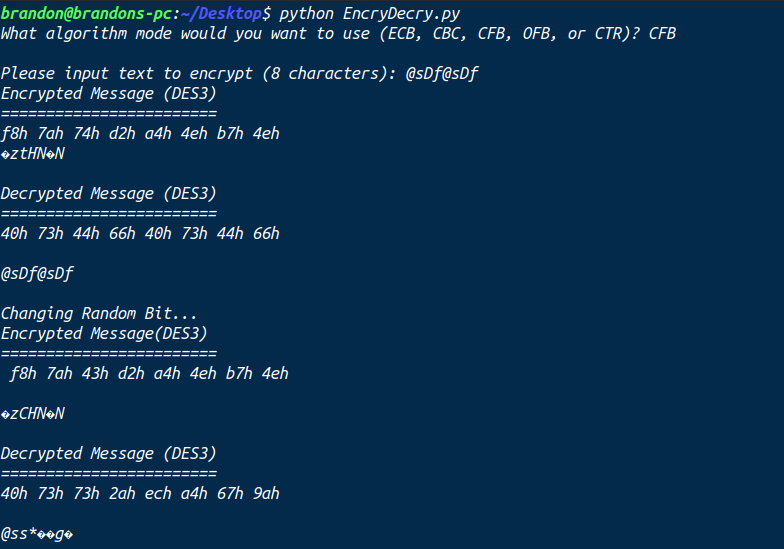 brandon@brandons-pc:~/Desktop$ python EncryDecry.py
What algorithm mode would you want to use (ECB, CBC, CFB, OFB, or CTR)? CFB
Please input text to encrypt (8 characters): @sDf@sDf
Encrypted Message (DES3)
=========================
f8h 7ah 74h d2h a4h 4eh b7h 4eh
�ztHN�N
Decrypted Message (DES3)
=========================
40h 73h 44h 66h 40h 73h 44h 66h
@sDf@sDf
Changing Random Bit...
Encrypted Message(DES3)
=========================
f8h 7ah 43h d2h a4h 4eh b7h 4eh
�zCHN�N
Decrypted Message (DES3)
=========================
40h 73h 73h 2ah ech a4h 67h 9ah
@ss*��g�